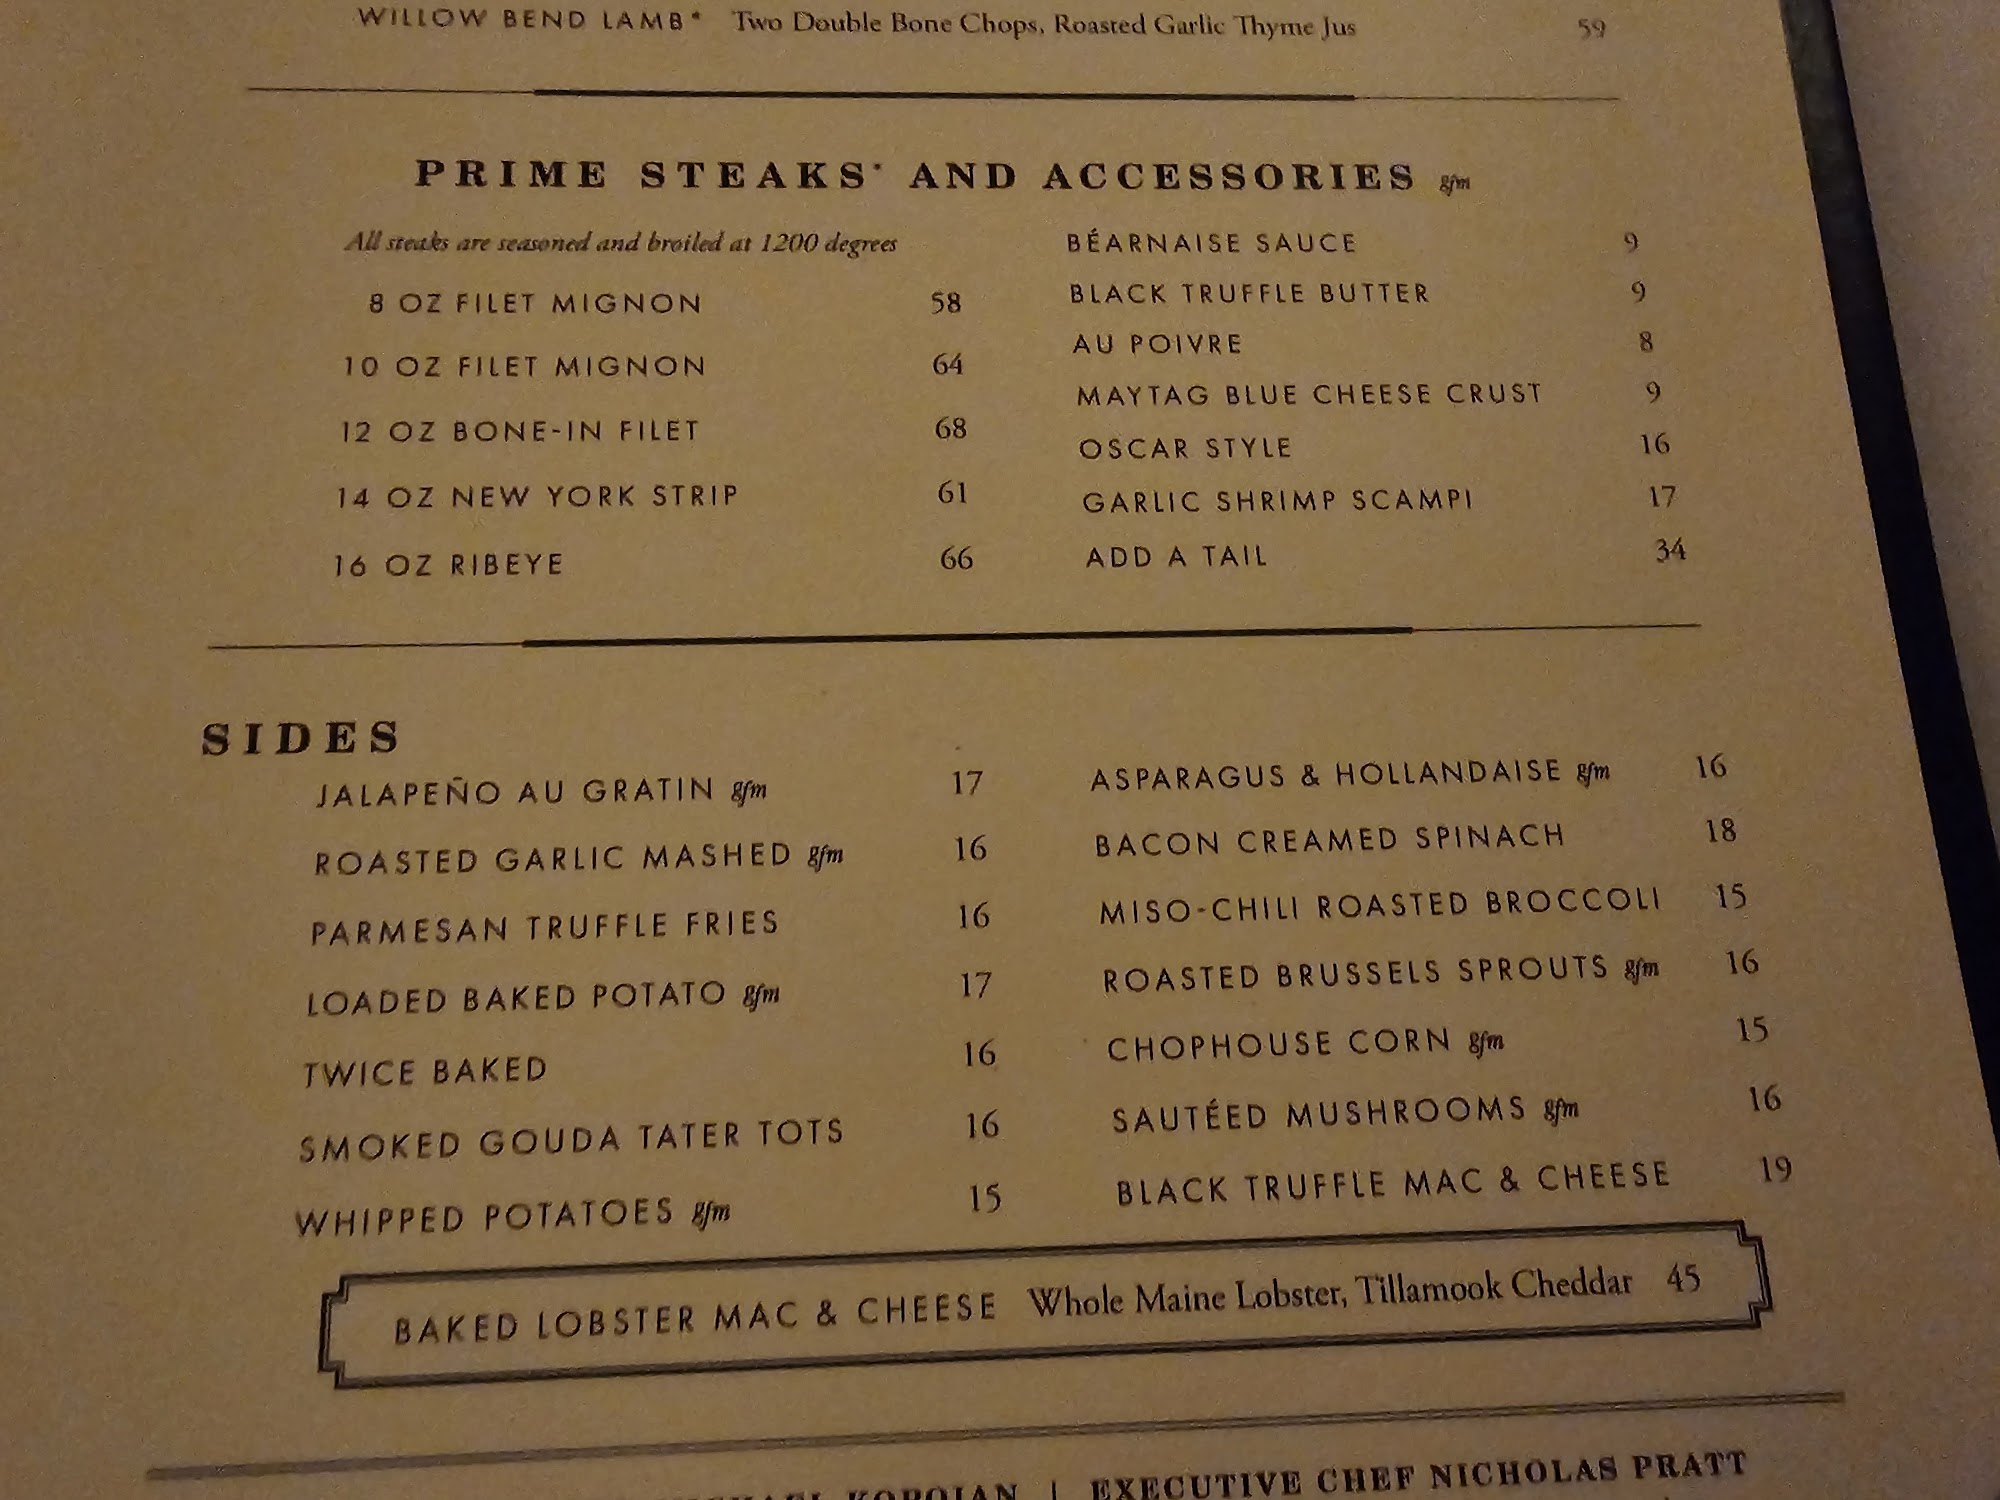 WILLOW BEND LAMB* Two Double Bone Chops, Roasted Garlic Thyme Jus 59
PRIME STEAKS* AND ACCESSORIES gfm
All steaks are seasoned and broiled at 1200 degrees
8 OZ FILET MIGNON 58
10 OZ FILET MIGNON 64
12 OZ BONE-IN FILET 68
14 OZ NEW YORK STRIP 61
16 OZ RIBEYE 66
BÉARNAISE SAUCE 9
BLACK TRUFFLE BUTTER 9
AU POIVRE 8
MAYTAG BLUE CHEESE CRUST 9
OSCAR STYLE 16
GARLIC SHRIMP SCAMPI 17
ADD A TAIL 34
SIDES
JALAPEÑO AU GRATIN gfm 17
ROASTED GARLIC MASHED gfm 16
PARMESAN TRUFFLE FRIES 16
LOADED BAKED POTATO gfm 17
TWICE BAKED 16
SMOKED GOUDA TATER TOTS 16
WHIPPED POTATOES gfm 15
ASPARAGUS & HOLLANDAISE gfm 16
BACON CREAMED SPINACH 18
MISO-CHILI ROASTED BROCCOLI 15
ROASTED BRUSSELS SPROUTS gfm 16
CHOPHOUSE CORN gfm 15
SAUTÉED MUSHROOMS gfm 16
BLACK TRUFFLE MAC & CHEESE 19
BAKED LOBSTER MAC & CHEESE Whole Maine Lobster, Tillamook Cheddar 45
| EXECUTIVE CHEF NICHOLAS PRATT